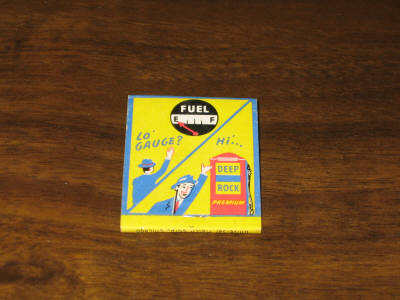 FUEL
E F
LO' GAUGE?
Hi'...
DEEP
ROCK
PREMIUM